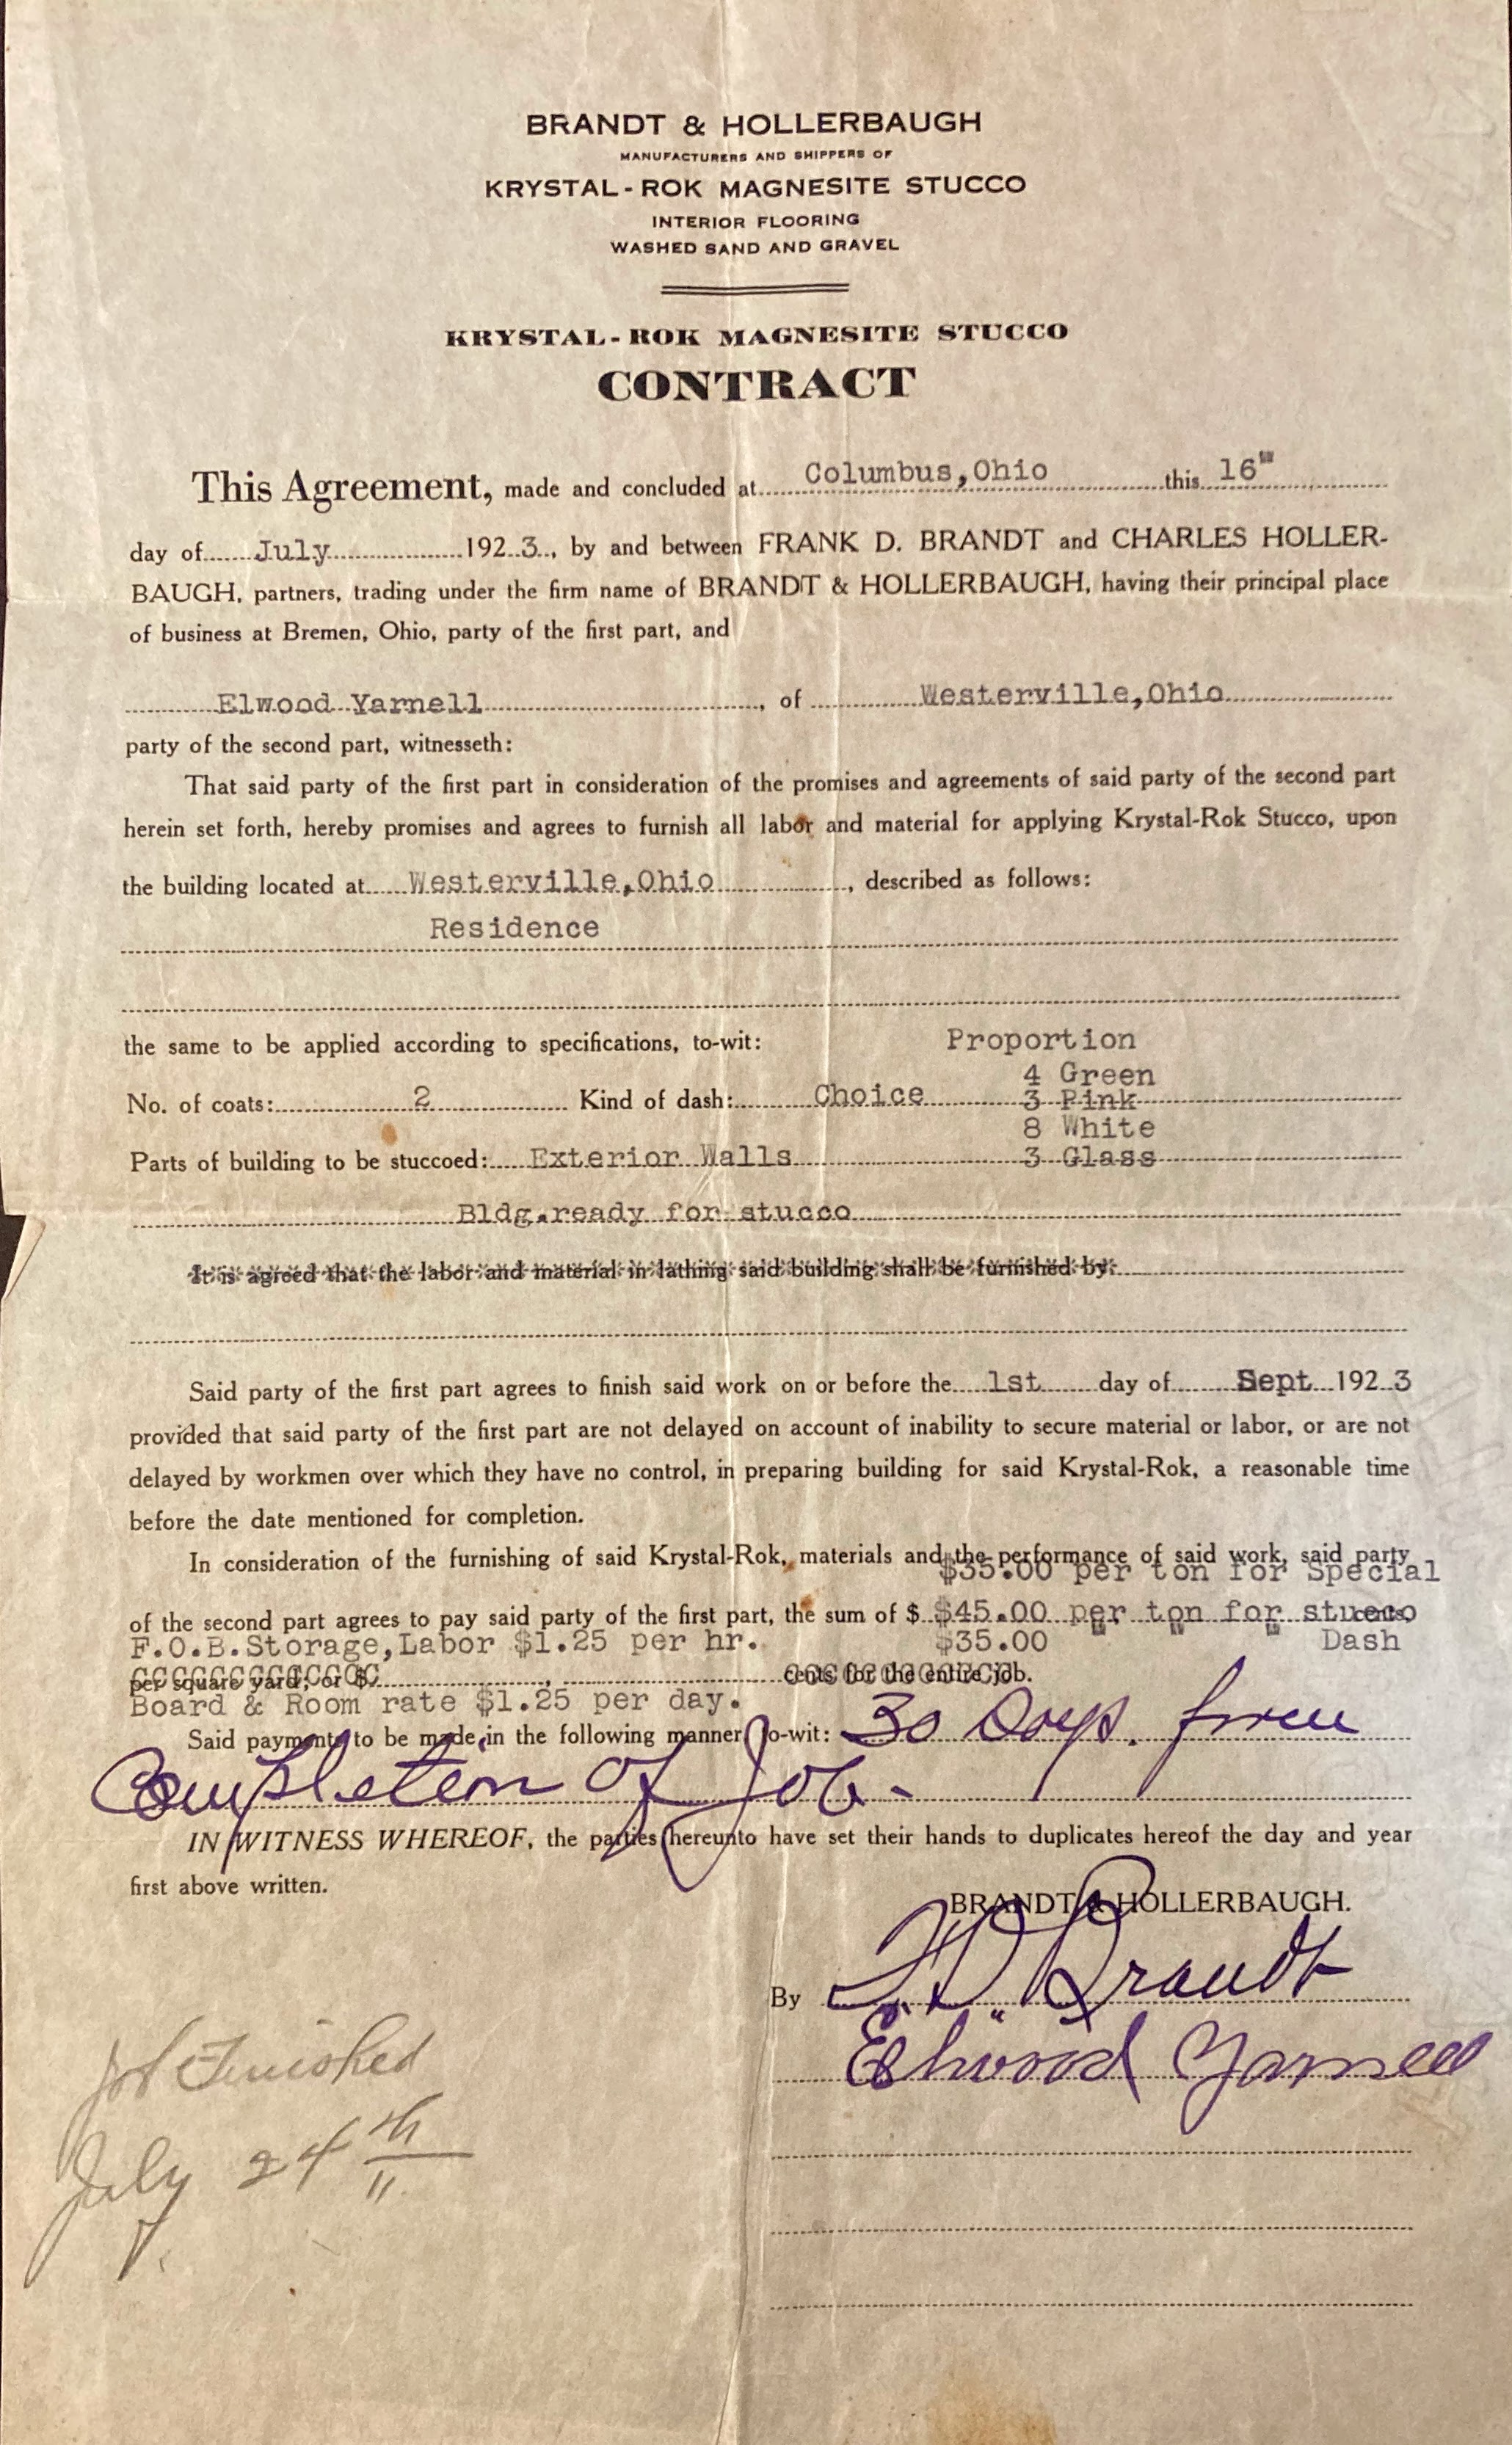 BRANDT & HOLLERBAUGH
MANUFACTURERS AND SHIPPERS OF
KRYSTAL-ROK MAGNESITE STUCCO
INTERIOR FLOORING
WASHED SAND AND GRAVEL
KRYSTAL-ROK MAGNESITE STUCCO
CONTRACT
This Agreement, made and concluded at Columbus,Ohio this 16"
day of July 1923, by and between FRANK D. BRANDT and CHARLES HOLLER-
BAUGH, partners, trading under the firm name of BRANDT & HOLLERBAUGH, having their principal place
of business at Bremen, Ohio, party of the first part, and
Elwood Yarnell, of Westerville,Ohio
party of the second part, witnesseth:
That said party of the first part in consideration of the promises and agreements of said party of the second part
herein set forth, hereby promises and agrees to furnish all labor and material for applying Krystal-Rok Stucco, upon
the building located at Westerville,Ohio, described as follows:
Residence
the same to be applied according to specifications, to-wit: Proportion
4 Green
No. of coats: 2 Kind of dash: Choice 3 Pink
8 White
Parts of building to be stuccoed: Exterior Walls 3 Glass
Bldg.ready for stucco
It is agreed that the labor and material in lathing said building shall be furnished by:
Said party of the first part agrees to finish said work on or before the 1st day of Sept 1923
provided that said party of the first part are not delayed on account of inability to secure material or labor, or are not
delayed by workmen over which they have no control, in preparing building for said Krystal-Rok, a reasonable time
before the date mentioned for completion.
In consideration of the furnishing of said Krystal-Rok, materials and the performance of said work, said party
$35.00 per ton for Special
of the second part agrees to pay said party of the first part, the sum of $ $45.00 per ton for stucco cents,
F.O.B.Storage,Labor $1.25 per hr. $35.00 " " " Dash
per square yard, or $ , cents for the entire job.
Board & Room rate $1.25 per day.
Said payments to be made in the following manner, to-wit: 30 Days. from
Completion of Job.
IN WITNESS WHEREOF, the parties hereunto have set their hands to duplicates hereof the day and year
first above written.
BRANDT & HOLLERBAUGH.
By F.D. Brandt
Elwood Yarnell
Job Finished
July 24th